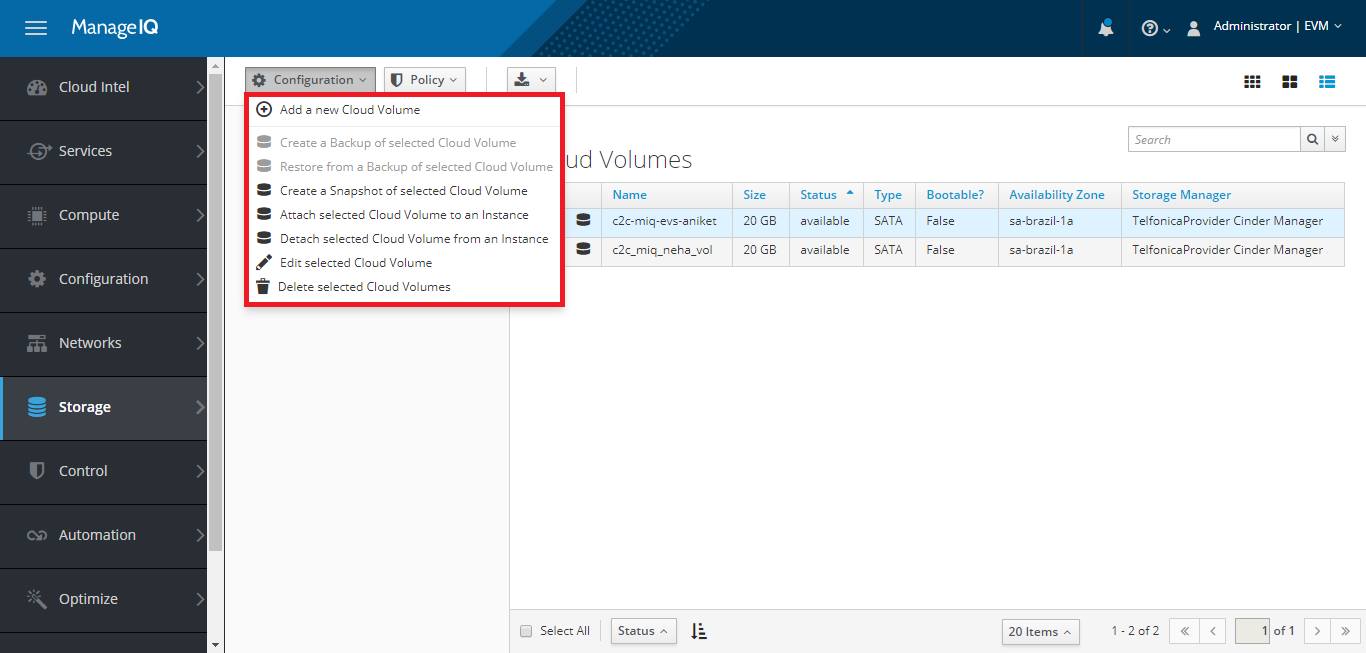 ManageIQ
Administrator | EVM
Cloud Intel
Services
Compute
Configuration
Networks
Storage
Control
Automation
Optimize
Configuration
Policy
Add a new Cloud Volume
Create a Backup of selected Cloud Volume
Restore from a Backup of selected Cloud Volume
Create a Snapshot of selected Cloud Volume
Attach selected Cloud Volume to an Instance
Detach selected Cloud Volume from an Instance
Edit selected Cloud Volume
Delete selected Cloud Volumes
Search
ud Volumes
Name Size Status Type Bootable? Availability Zone Storage Manager
c2c-miq-evs-aniket 20 GB available SATA False sa-brazil-1a TelfonicaProvider Cinder Manager
c2c_miq_neha_vol 20 GB available SATA False sa-brazil-1a TelfonicaProvider Cinder Manager
Select All Status 20 Items 1 - 2 of 2 1 of 1